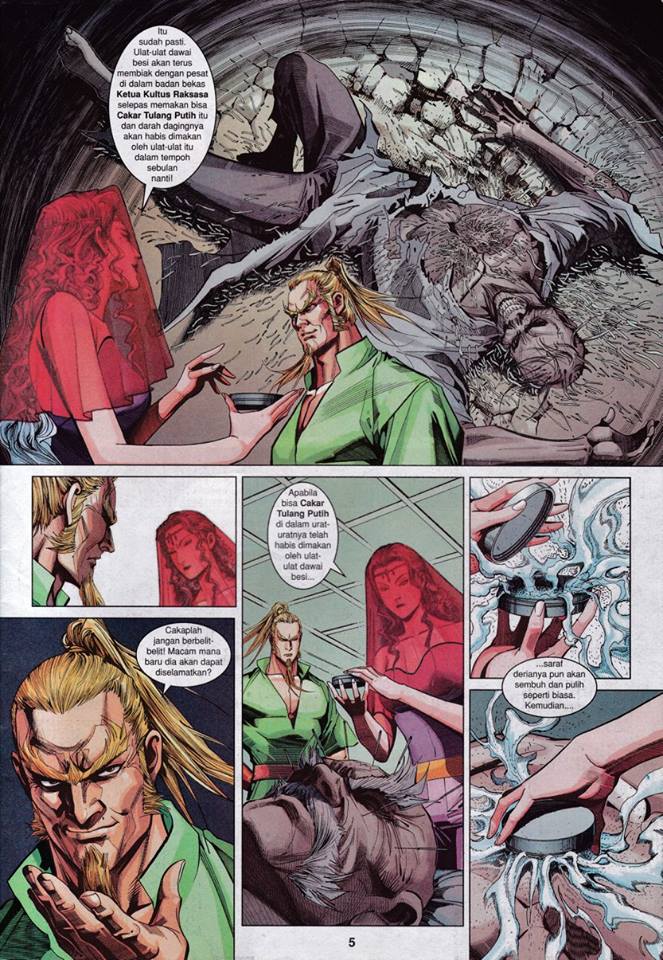 Itu
sudah pasti.
Ulat-ulat dawai
besi akan terus
membiak dengan pesat
di dalam badan bekas
Ketua Kultus Raksasa
selepas memakan bisa
Cakar Tulang Putih itu
dan darah dagingnya
akan habis dimakan
oleh ulat-ulat itu
dalam tempoh
sebulan
nanti!
Cakaplah
jangan berbelit-
belit! Macam mana
baru dia akan dapat
diselamatkan?
Apabila
bisa Cakar
Tulang Putih
di dalam urat-
uratnya telah
habis dimakan
oleh ulat-
ulat dawai
besi...
...saraf
derianya pun akan
sembuh dan pulih
seperti biasa.
Kemudian....
5